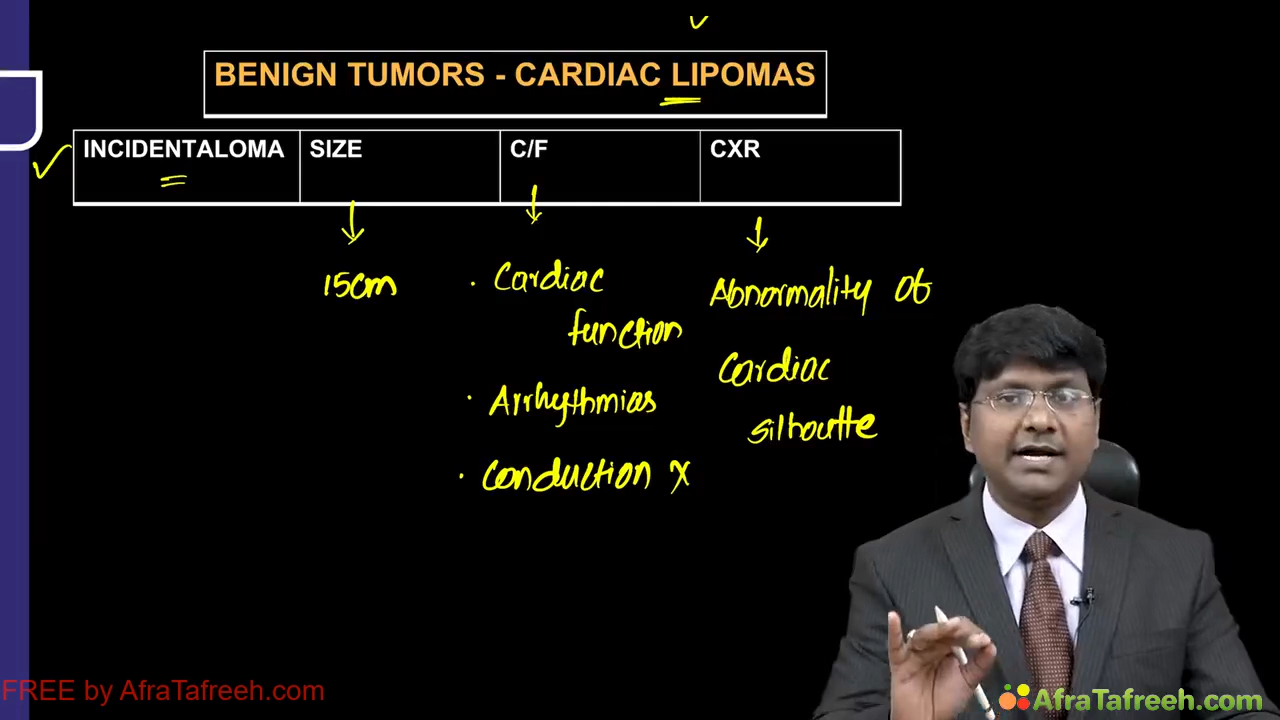 BENIGN TUMORS - CARDIAC LIPOMAS
INCIDENTALOMA SIZE C/F CXR
15cm
• Cardiac function
• Arrhythmias
• Conduction x
Abnormality of
Cardiac
silhoutte
FREE by AfraTafreeh.com
AfraTafreeh.com